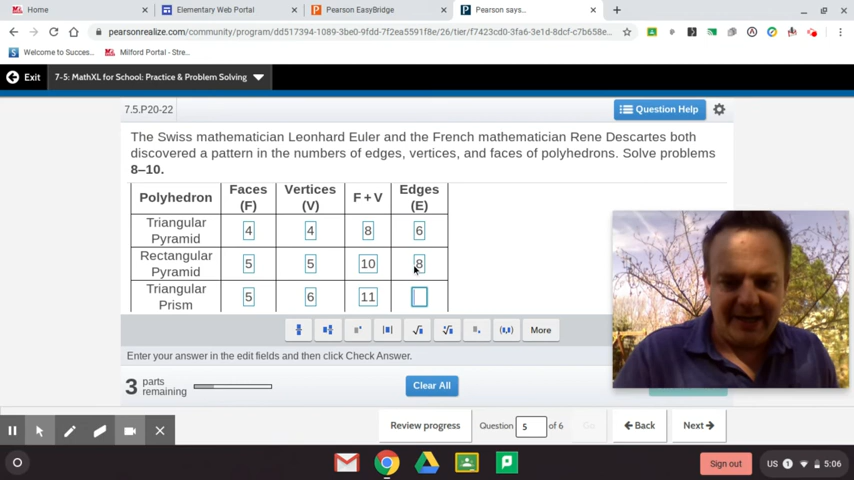 Home
Elementary Web Portal
Pearson EasyBridge
Pearson says...
pearsonrealize.com/community/program/dd517394-1089-3be0-9fdd-7f2ea5591f8e/26/tier/f7423cd0-3fa6-3e1d-8dcf-c7b658e...
Welcome to Succes...
Milford Portal - Stre...
Exit
7-5: MathXL for School: Practice & Problem Solving
7.5.P20-22
Question Help
The Swiss mathematician Leonhard Euler and the French mathematician Rene Descartes both
discovered a pattern in the numbers of edges, vertices, and faces of polyhedrons. Solve problems
8–10.
Polyhedron Faces (F) Vertices (V) F + V Edges (E)
Triangular Pyramid 4 4 8 6
Rectangular Pyramid 5 5 10 8
Triangular Prism 5 6 11
More
Enter your answer in the edit fields and then click Check Answer.
3 parts remaining
Clear All
Review progress
Question 5 of 6
Go
Back
Next
Sign out
US 1 5:06